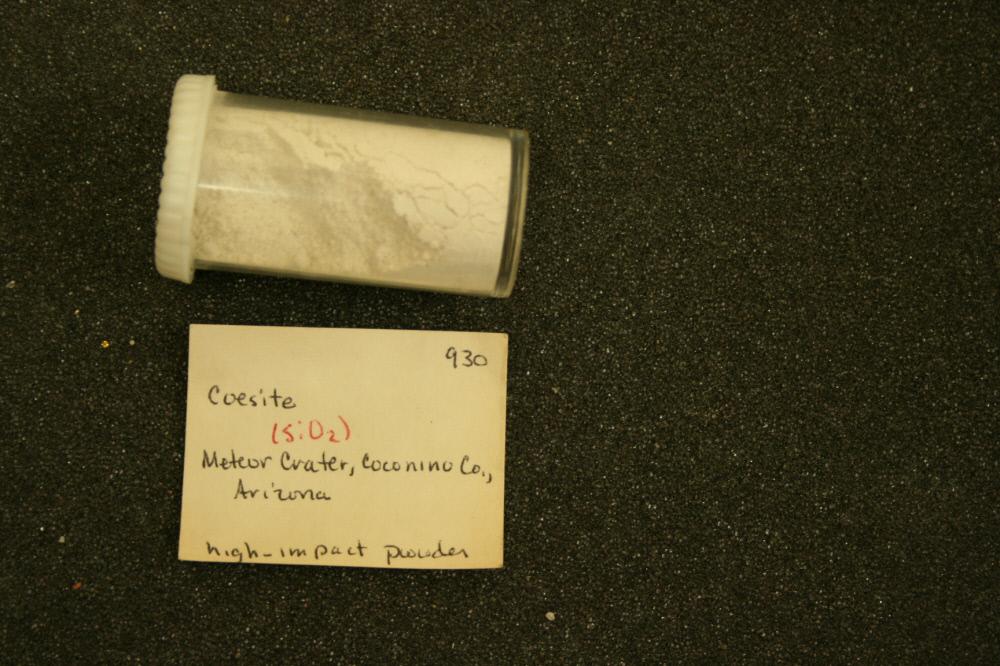 930
Coesite
(SiO2)
Meteor Crater, Coconino Co.,
Arizona
high-impact powder